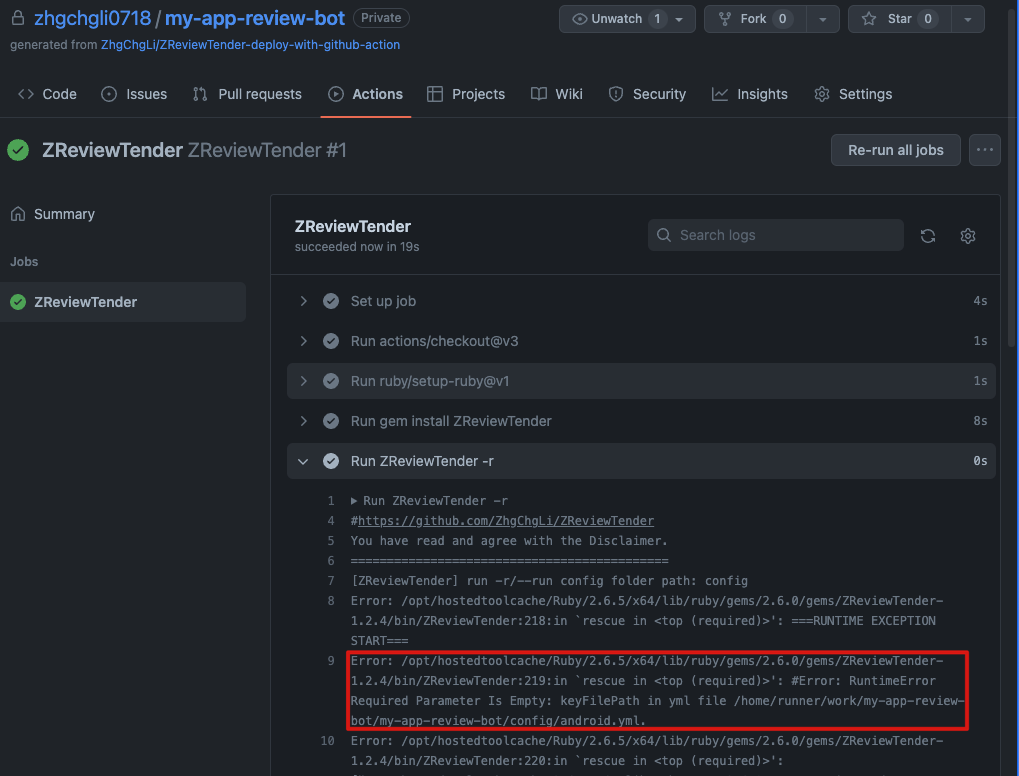 zhgchgli0718 / my-app-review-bot Private
Unwatch 1
Fork 0
Star 0
generated from ZhgChgLi/ZReviewTender-deploy-with-github-action
Code
Issues
Pull requests
Actions
Projects
Wiki
Security
Insights
Settings
ZReviewTender ZReviewTender #1
Re-run all jobs
Summary
Jobs
ZReviewTender
ZReviewTender
succeeded now in 19s
Search logs
Set up job 4s
Run actions/checkout@v3 1s
Run ruby/setup-ruby@v1 1s
Run gem install ZReviewTender 8s
Run ZReviewTender -r 0s
1 ▶ Run ZReviewTender -r
4 #https://github.com/ZhgChgLi/ZReviewTender
5 You have read and agree with the Disclaimer.
6 ===========================================
7 [ZReviewTender] run -r/--run config folder path: config
8 Error: /opt/hostedtoolcache/Ruby/2.6.5/x64/lib/ruby/gems/2.6.0/gems/ZReviewTender-
1.2.4/bin/ZReviewTender:218:in `rescue in <top (required)>': ===RUNTIME EXCEPTION
START===
9 Error: /opt/hostedtoolcache/Ruby/2.6.5/x64/lib/ruby/gems/2.6.0/gems/ZReviewTender-
1.2.4/bin/ZReviewTender:219:in `rescue in <top (required)>': #Error: RuntimeError
Required Parameter Is Empty: keyFilePath in yml file /home/runner/work/my-app-review-
bot/my-app-review-bot/config/android.yml.
10 Error: /opt/hostedtoolcache/Ruby/2.6.5/x64/lib/ruby/gems/2.6.0/gems/ZReviewTender-
1.2.4/bin/ZReviewTender:220:in `rescue in <top (required)>':